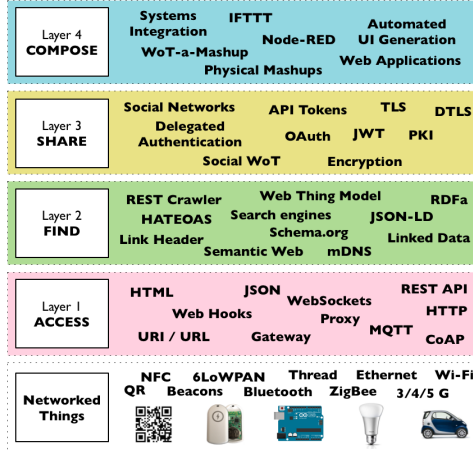 Layer 4
COMPOSE
Systems
Integration
IFTTT
Automated
UI Generation
Node-RED
WoT-a-Mashup
Web Applications
Physical Mashups
Layer 3
SHARE
Social Networks
API Tokens
TLS
DTLS
Delegated
Authentication
OAuth
JWT
PKI
Social WoT
Encryption
Layer 2
FIND
REST Crawler
Web Thing Model
RDFa
HATEOAS
Search engines
JSON-LD
Link Header
Schema.org
Linked Data
Semantic Web
mDNS
Layer 1
ACCESS
HTML
JSON
REST API
WebSockets
Web Hooks
Proxy
HTTP
URI / URL
Gateway
MQTT
CoAP
Networked
Things
NFC
6LoWPAN
Thread
Ethernet
Wi-Fi
QR
Beacons
Bluetooth
ZigBee
3/4/5 G